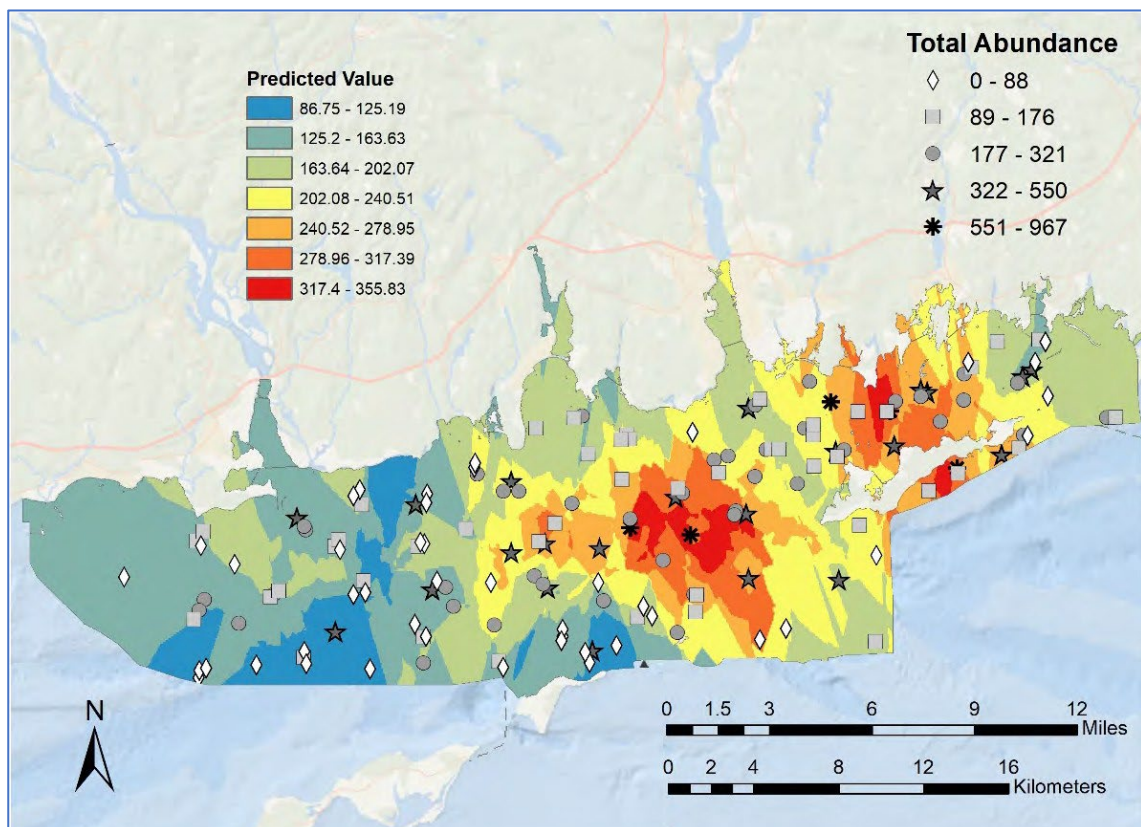 Predicted Value
86.75 - 125.19
125.2 - 163.63
163.64 - 202.07
202.08 - 240.51
240.52 - 278.95
278.96 - 317.39
317.4 - 355.83
Total Abundance
0 - 88
89 - 176
177 - 321
322 - 550
551 - 967
N
0 1.5 3 6 9 12
Miles
0 2 4 8 12 16
Kilometers